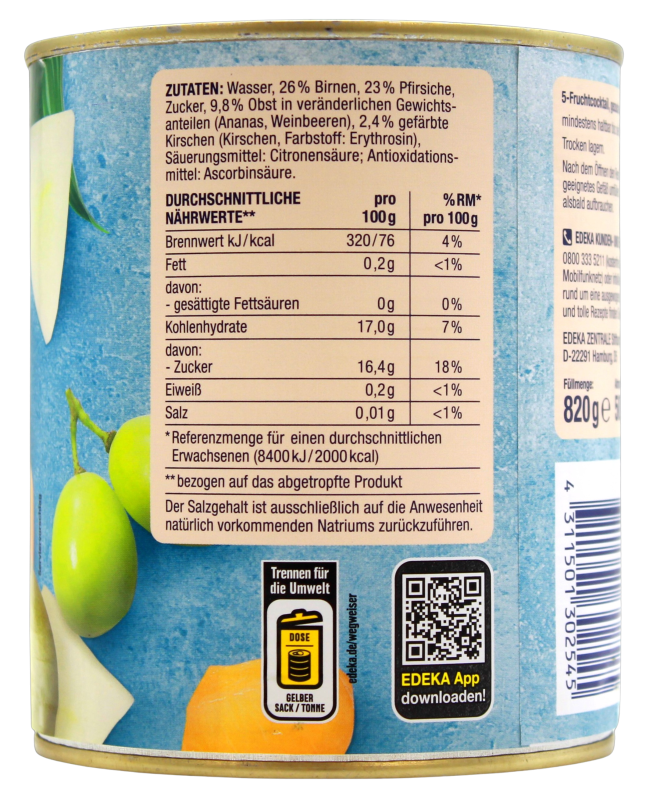 ZUTATEN: Wasser, 26% Birnen, 23% Pfirsiche,
Zucker, 9,8% Obst in veränderlichen Gewichts-
anteilen (Ananas, Weinbeeren), 2,4% gefärbte
Kirschen (Kirschen, Farbstoff: Erythrosin),
Säuerungsmittel: Citronensäure; Antioxidations-
mittel: Ascorbinsäure.
DURCHSCHNITTLICHE NÄHRWERTE** pro 100g %RM* pro 100g
Brennwert kJ/kcal 320/76 4%
Fett 0,2g <1%
davon:
- gesättigte Fettsäuren 0g 0%
Kohlenhydrate 17,0g 7%
davon:
- Zucker 16,4g 18%
Eiweiß 0,2g <1%
Salz 0,01g <1%
*Referenzmenge für einen durchschnittlichen
Erwachsenen (8400kJ/2000kcal)
**bezogen auf das abgetropfte Produkt
Der Salzgehalt ist ausschließlich auf die Anwesenheit
natürlich vorkommenden Natriums zurückzuführen.
Trennen für
die Umwelt
DOSE
GELBER
SACK / TONNE
edeka.de/wegweiser
EDEKA App
downloaden!
5-Fruchtcocktail,
mindestens haltbar
Trocken lagern.
Nach dem Öffnen
geeignetes Gefäß
alsbald aufbrauchen.
EDEKA KUNDEN-
0800 333 5211
Mobilfunknetz) oder
rund um eine
und tolle Rezepte
EDEKA ZENTRALE
D-22291 Hamburg,
Füllmenge:
820g e
4 311501 302545